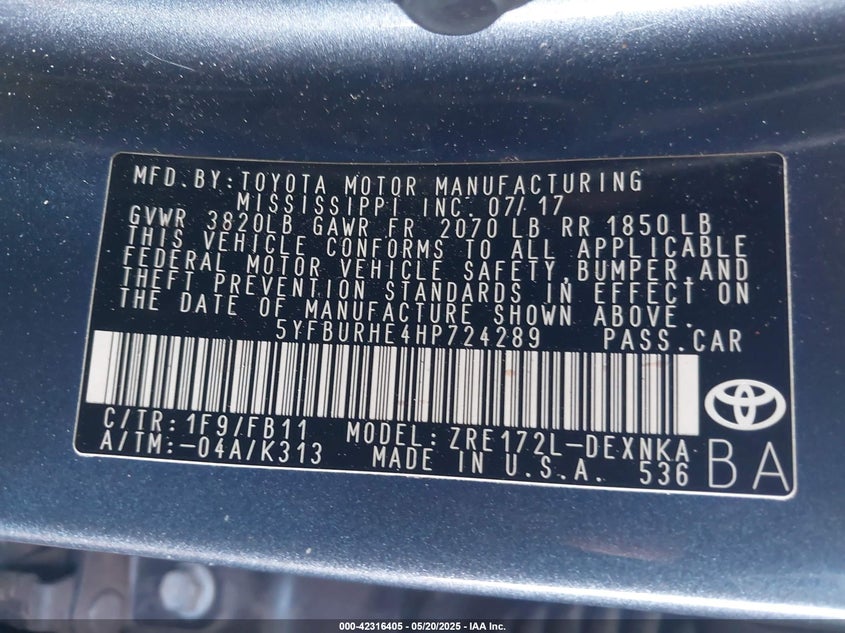 MFD.BY:TOYOTA MOTOR MANUFACTURING
MISSISSIPPI INC. 07/17
GVWR 3820LB GAWR FR 2070 LB RR 1850 LB
THIS VEHICLE CONFORMS TO ALL APPLICABLE
FEDERAL MOTOR VEHICLE SAFETY,BUMPER,AND
THEFT PREVENTION STANDARDS IN EFFECT ON
THE DATE OF MANUFACTURE SHOWN ABOVE.
5YFBURHE4HP724289 PASS.CAR
C/TR:1F9/FB11 MODEL:ZRE172L-DEXNKA
A/TM:-04A/K313 MADE IN U.S.A. 536 BA
000-42316405 - 05/20/2025 - IAA Inc.